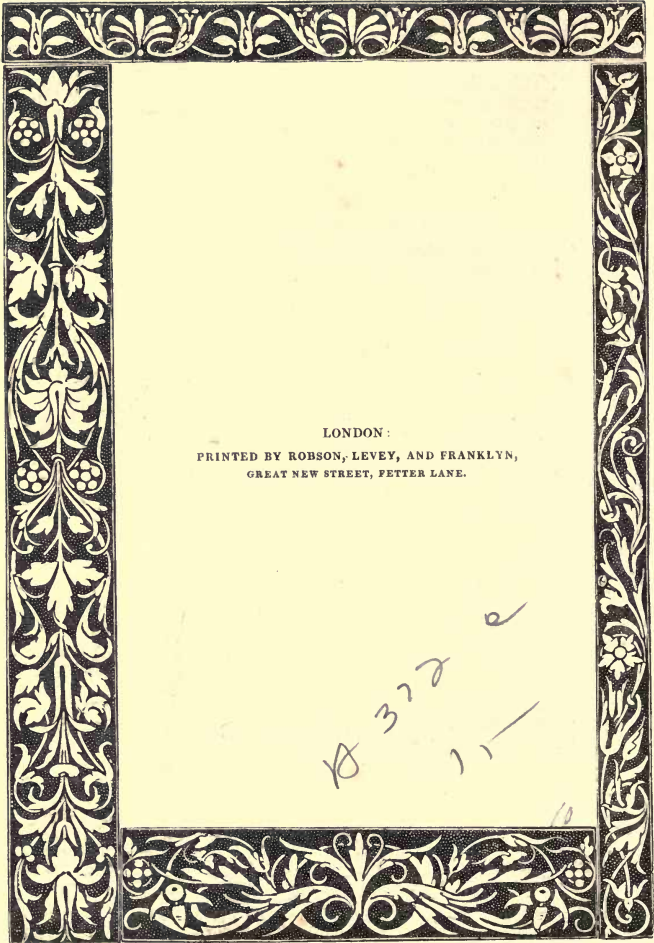 LONDON:
PRINTED BY ROBSON, LEVEY, AND FRANKLYN,
GREAT NEW STREET, FETTER LANE.